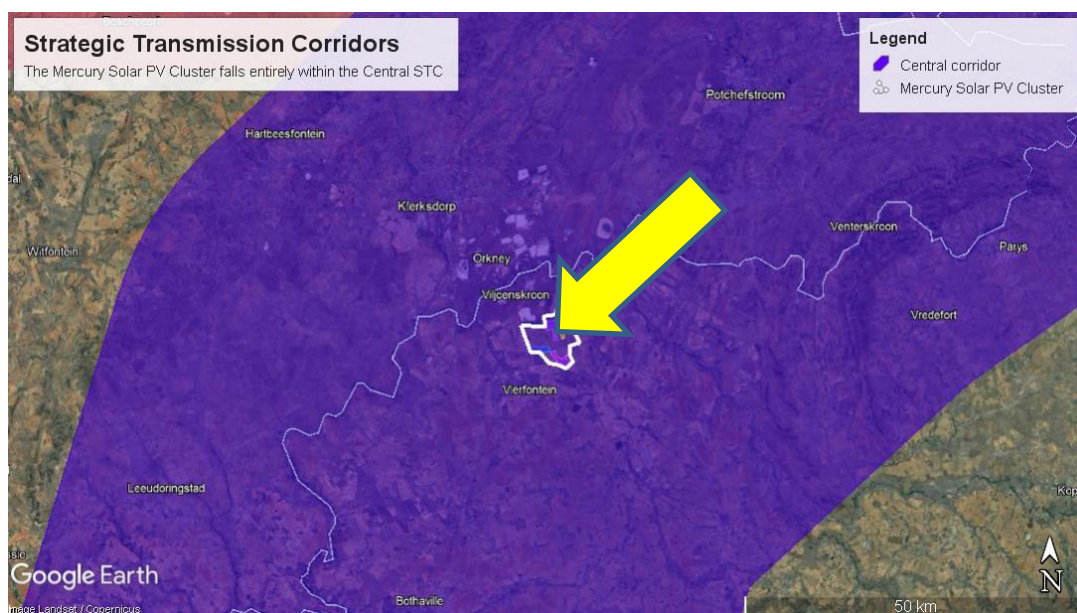 Strategic Transmission Corridors
The Mercury Solar PV Cluster falls entirely within the Central STC
Legend
Central corridor
Mercury Solar PV Cluster
Potchefstroom
Hartbeesfontein
Klerksdorp
Venterskroon
Parys
Witfontein
Orkney
Viljoenskroon
Vredefort
Vierfontein
Leeudoringstad
Kop
Google Earth
N
Image Landsat / Copernicus
Bothaville
50 km